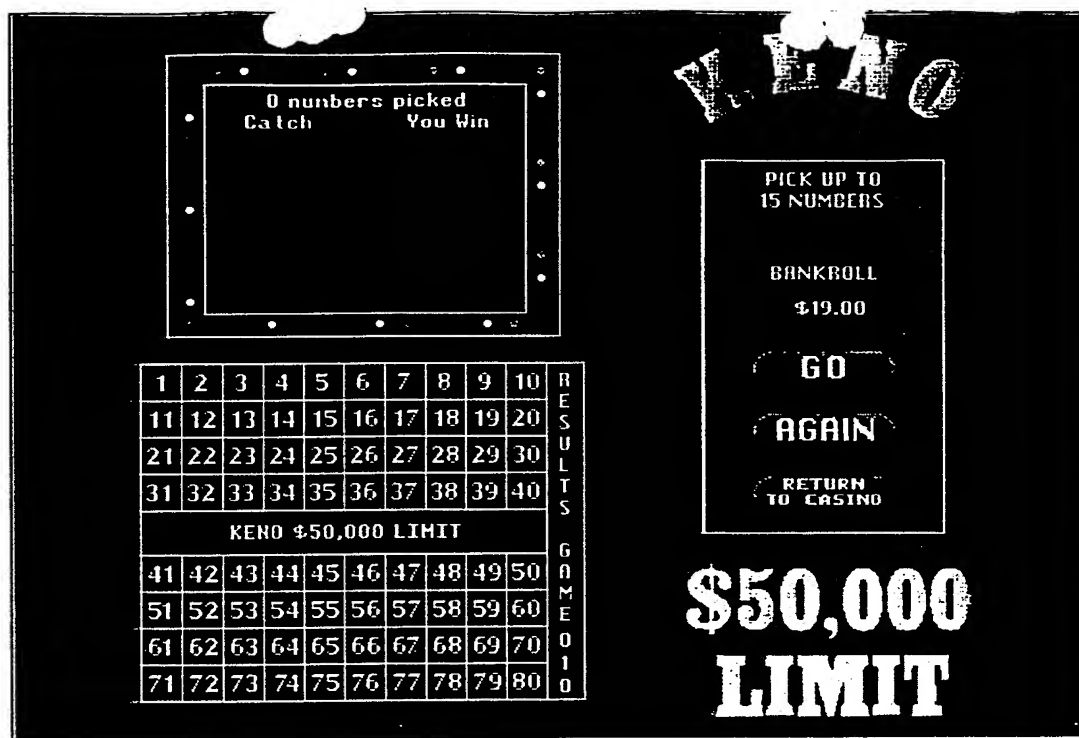 0 numbers picked
Catch You Win
1 2 3 4 5 6 7 8 9 10
11 12 13 14 15 16 17 18 19 20
21 22 23 24 25 26 27 28 29 30
31 32 33 34 35 36 37 38 39 40
KENO $50,000 LIMIT
41 42 43 44 45 46 47 48 49 50
51 52 53 54 55 56 57 58 59 60
61 62 63 64 65 66 67 68 69 70
71 72 73 74 75 76 77 78 79 80
RESULTS GAME 010
KENO
PICK UP TO
15 NUMBERS
BANKROLL
$19.00
GO
AGAIN
RETURN
TO CASINO
$50,000
LIMIT